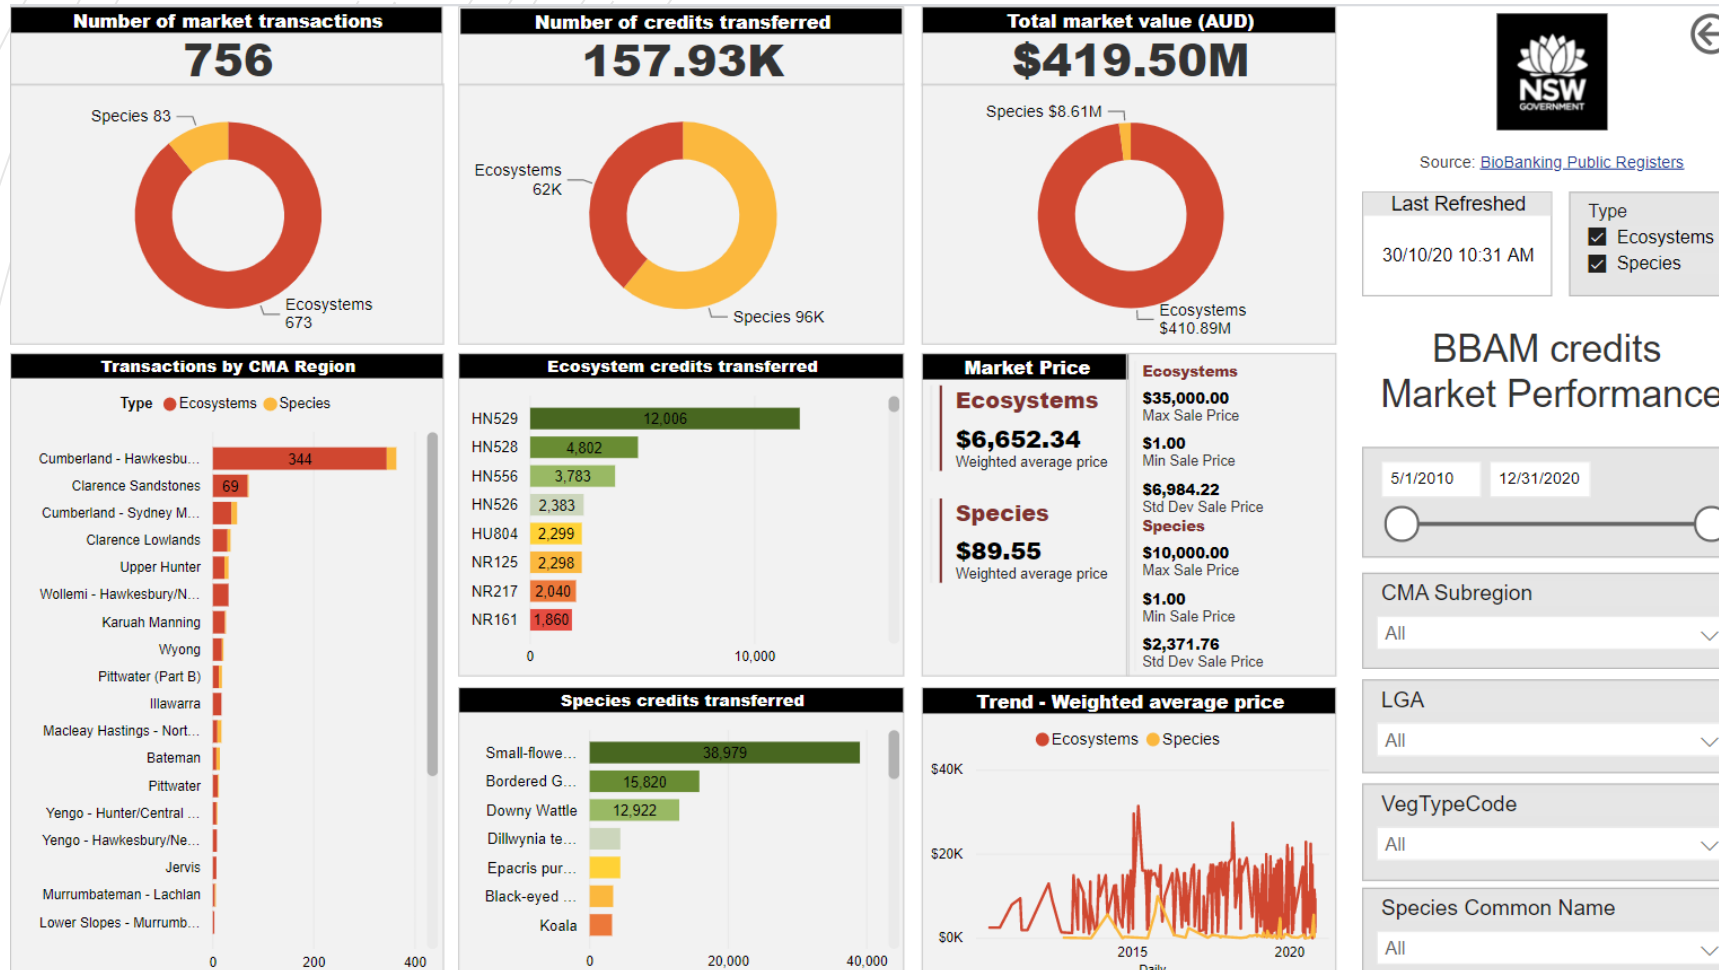 Number of market transactions
756
Species 83
Ecosystems
673
Number of credits transferred
157.93K
Ecosystems
62K
Species 96K
Total market value (AUD)
$419.50M
Species $8.61M
Ecosystems
$410.89M
NSW
GOVERNMENT
Source: BioBanking Public Registers
Last Refreshed
30/10/20 10:31 AM
Type
Ecosystems
Species
BBAM credits
Market Performance
5/1/2010
12/31/2020
CMA Subregion
All
LGA
All
VegTypeCode
All
Species Common Name
All
Transactions by CMA Region
Type Ecosystems Species
Cumberland - Hawkesbu... 344
Clarence Sandstones 69
Cumberland - Sydney M...
Clarence Lowlands
Upper Hunter
Wollemi - Hawkesbury/N...
Karuah Manning
Wyong
Pittwater (Part B)
Illawarra
Macleay Hastings - Nort...
Bateman
Pittwater
Yengo - Hunter/Central ...
Yengo - Hawkesbury/Ne...
Jervis
Murrumbateman - Lachlan
Lower Slopes - Murrumb...
0 200 400
Ecosystem credits transferred
HN529 12,006
HN528 4,802
HN556 3,783
HN526 2,383
HU804 2,299
NR125 2,298
NR217 2,040
NR161 1,860
0 10,000
Species credits transferred
Small-flowe... 38,979
Bordered G... 15,820
Downy Wattle 12,922
Dillwynia te...
Epacris pur...
Black-eyed ...
Koala
0 20,000 40,000
Market Price
Ecosystems
$6,652.34
Weighted average price
Species
$89.55
Weighted average price
Ecosystems
$35,000.00
Max Sale Price
$1.00
Min Sale Price
$6,984.22
Std Dev Sale Price
Species
$10,000.00
Max Sale Price
$1.00
Min Sale Price
$2,371.76
Std Dev Sale Price
Trend - Weighted average price
Ecosystems Species
$40K
$20K
$0K
2015 2020
Daily